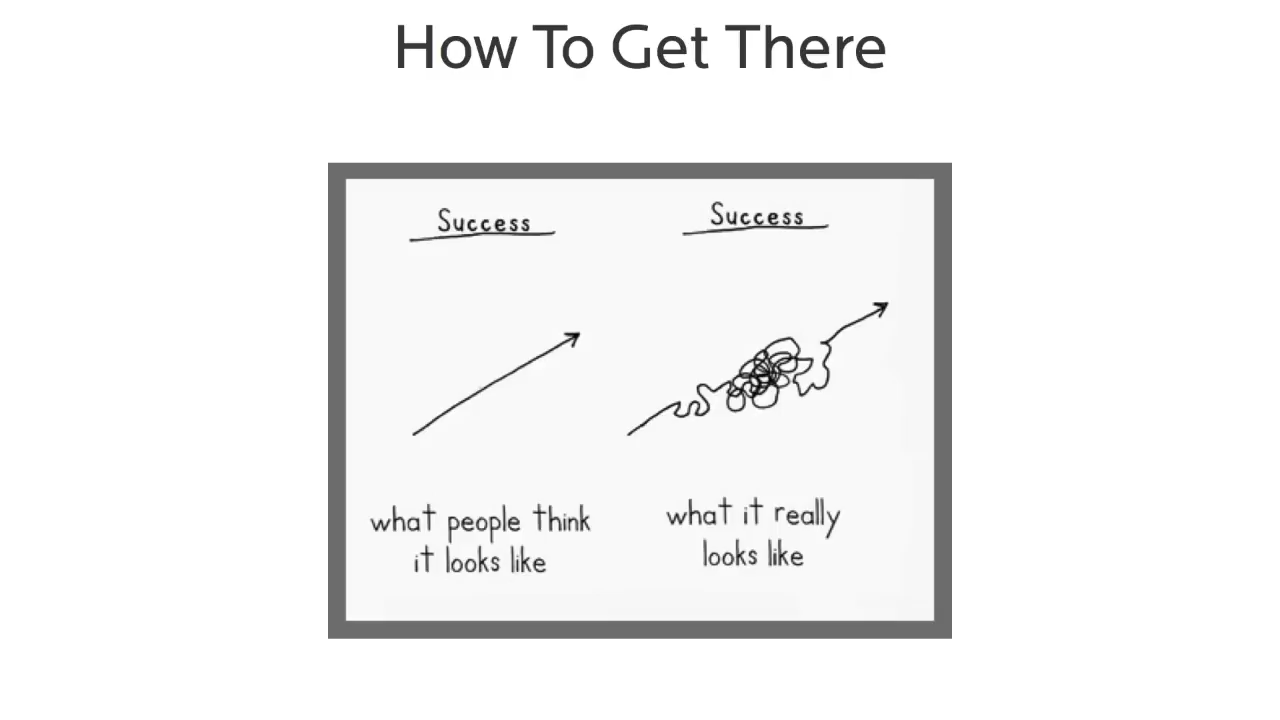 How To Get There
Success
what people think
it looks like
Success
what it really
looks like